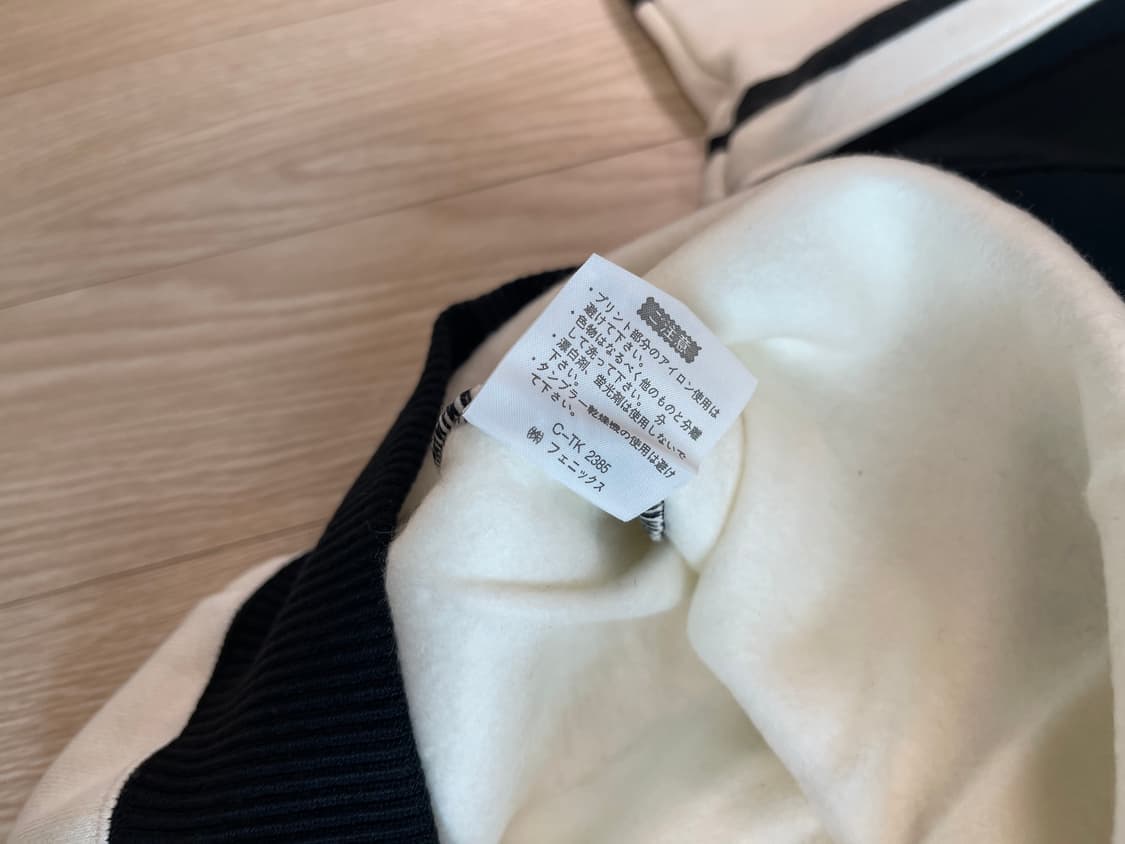 ご注意
・プリント部分のアイロン使用は
避けて下さい。
・色物はなるべく他のものと分離
して洗って下さい。
・漂白剤、蛍光剤は使用しないで
下さい。 分
・タンブラー乾燥機の使用は避け
て下さい。
C-TK 2385
㈱ フェニックス